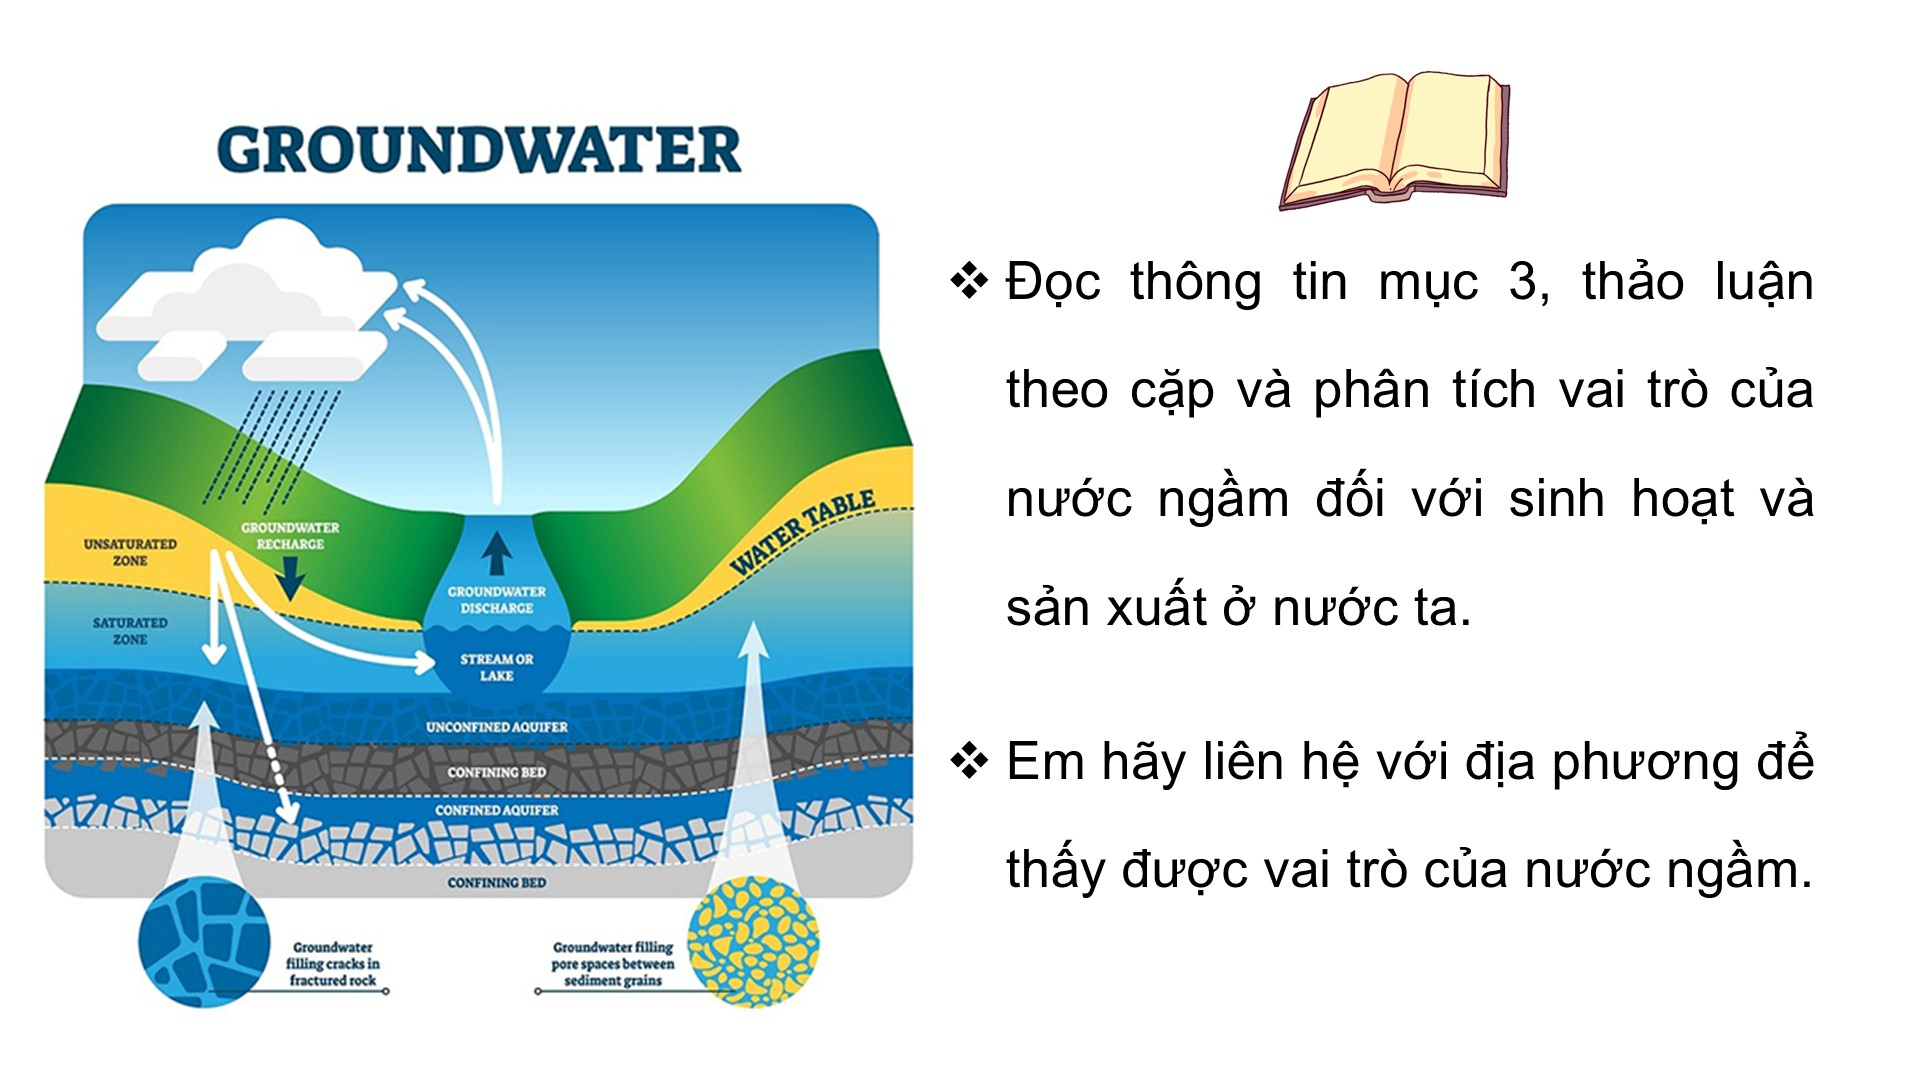 GROUNDWATER
UNSATURATED
ZONE
GROUNDWATER
RECHARGE
WATER TABLE
SATURATED
ZONE
GROUNDWATER
DISCHARGE
STREAM OR
LAKE
UNCONFINED AQUIFER
CONFINING BED
CONFINED AQUIFER
CONFINING BED
Groundwater
filling cracks in
fractured rock
Groundwater filling
pore spaces between
sediment grains
❖ Đọc thông tin mục 3, thảo luận
theo cặp và phân tích vai trò của
nước ngầm đối với sinh hoạt và
sản xuất ở nước ta.
❖ Em hãy liên hệ với địa phương để
thấy được vai trò của nước ngầm.